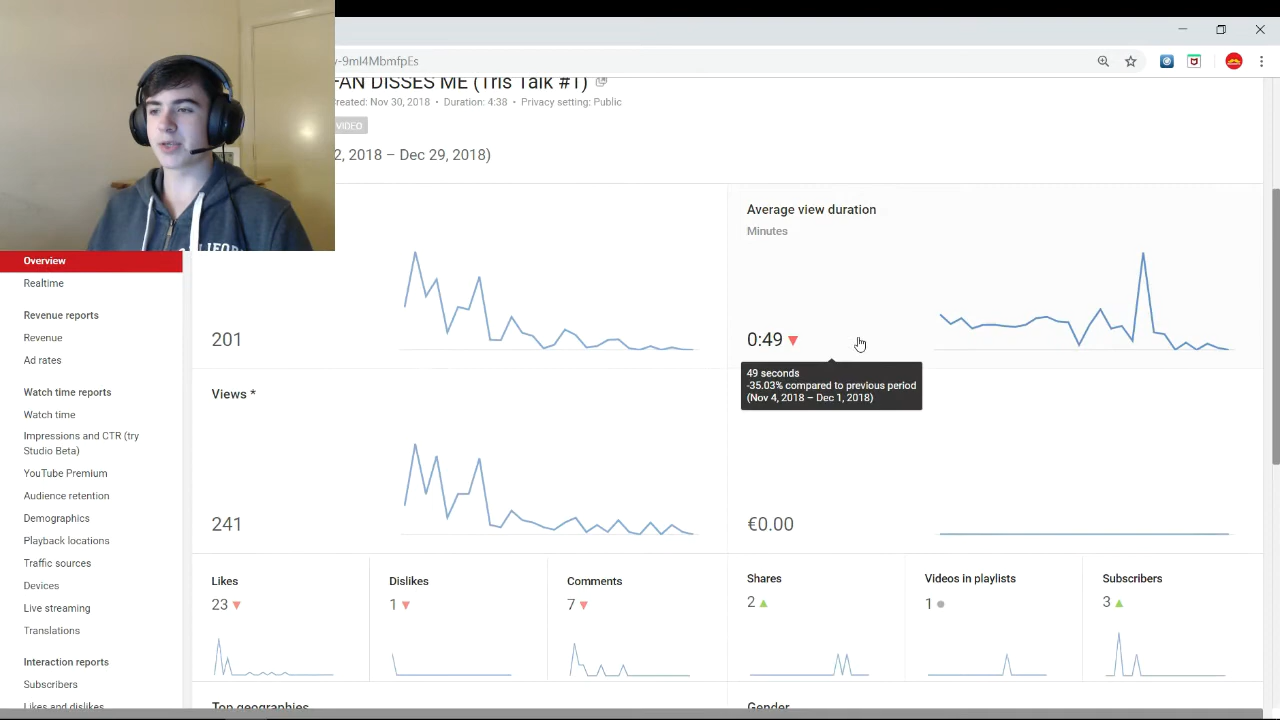 y-9mI4MbmfpEs
FAN DISSES ME (Tris Talk #1)
Created: Nov 30, 2018 • Duration: 4:38 • Privacy setting: Public
VIDEO
2, 2018 – Dec 29, 2018)
Overview
Realtime
Revenue reports
Revenue
Ad rates
Watch time reports
Watch time
Impressions and CTR (try
Studio Beta)
YouTube Premium
Audience retention
Demographics
Playback locations
Traffic sources
Devices
Live streaming
Translations
Interaction reports
Subscribers
Likes and dislikes
201
Average view duration
Minutes
0:49
49 seconds
-35.03% compared to previous period
(Nov 4, 2018 – Dec 1, 2018)
Views *
241
€0.00
Likes
23
Dislikes
1
Comments
7
Shares
2
Videos in playlists
1
Subscribers
3
Top geographies
Gender